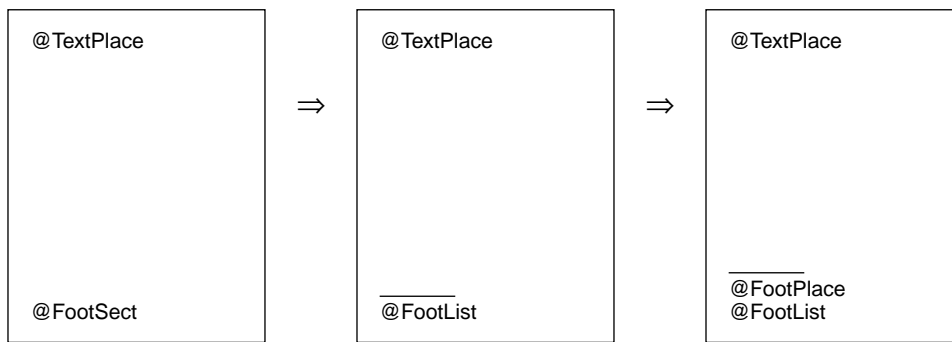 @TextPlace
@FootSect
⇒
@TextPlace
@FootList
⇒
@TextPlace
@FootPlace
@FootList